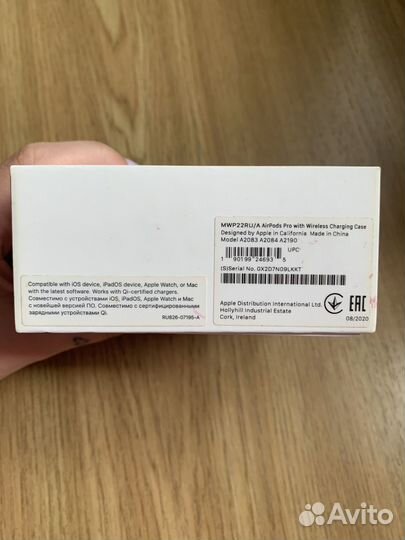 MWP22RU/A AirPods Pro with Wireless Charging Case
Designed by Apple in California Made in China
Model A2083 A2084 A2190
UPC
1 90199 24693 5
(S)Serial No. GX2D7N09LKKT
Compatible with iOS device, iPadOS device, Apple Watch, or Mac
with the latest software. Works with Qi-certified chargers.
Совместимо с устройствами iOS, iPadOS, Apple Watch и Mac
с новейшей версией ПО. Совместимо с сертифицированными
зарядными устройствами Qi.
RU826-07195-A
Apple Distribution International Ltd.
Hollyhill Industrial Estate
Cork, Ireland
EAC
08/2020
Avito